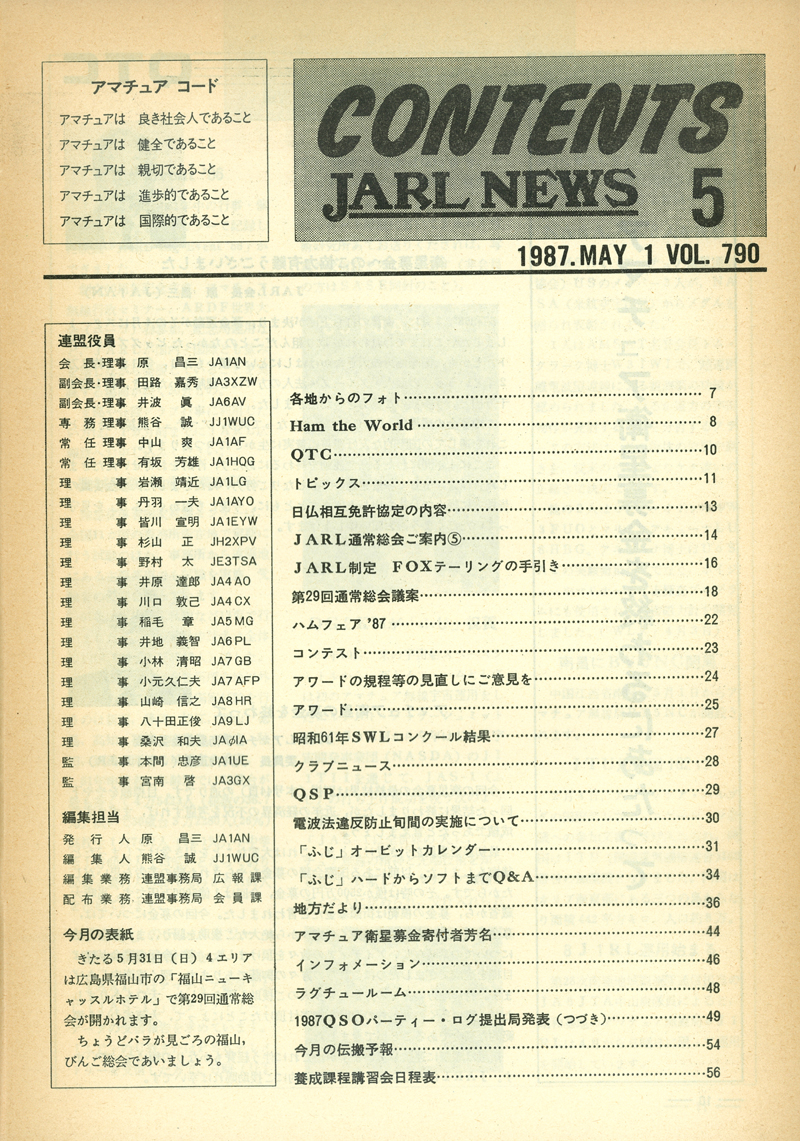 アマチュア コード
アマチュアは 良き社会人であること
アマチュアは 健全であること
アマチュアは 親切であること
アマチュアは 進歩的であること
アマチュアは 国際的であること
CONTENTS
JARL NEWS 5
1987.MAY 1 VOL. 790
連盟役員
会長・理事 原 昌三 JA1AN
副会長・理事 田路 嘉秀 JA3XZW
副会長・理事 井波 眞 JA6AV
専務理事 熊谷 誠 JJ1WUC
常任理事 中山 爽 JA1AF
常任理事 有坂 芳雄 JA1HQG
理事 岩瀬 靖近 JA1LG
理事 丹羽 一夫 JA1AYO
理事 皆川 宣明 JA1EYW
理事 杉山 正 JH2XPV
理事 野村 太 JE3TSA
理事 井原 達郎 JA4AO
理事 川口 敦己 JA4CX
理事 稲毛 章 JA5MG
理事 井地 義智 JA6PL
理事 小林 清昭 JA7GB
理事 小元久仁夫 JA7AFP
理事 山崎 信之 JA8HR
理事 八十田正俊 JA9LJ
理事 桑沢 和夫 JAØIA
監事 本間 忠彦 JA1UE
監事 宮南 啓 JA3GX
編集担当
発行人 原 昌三 JA1AN
編集人 熊谷 誠 JJ1WUC
編集業務 連盟事務局 広報課
配布業務 連盟事務局 会員課
今月の表紙
きたる5月31日（日）4エリア
は広島県福山市の「福山ニューキ
ャッスルホテル」で第29回通常総
会が開かれます。
ちょうどバラが見ごろの福山,
びんご総会であいましょう。
各地からのフォト……………7
Ham the World……………8
QTC……………10
トピックス……………11
日仏相互免許協定の内容……………13
JARL通常総会ご案内⑤……………14
JARL制定 FOXテーリングの手引き……………16
第29回通常総会議案……………18
ハムフェア '87……………22
コンテスト……………23
アワードの規程等の見直しにご意見を……………24
アワード……………25
昭和61年SWLコンクール結果……………27
クラブニュース……………28
QSP……………29
電波法違反防止旬間の実施について……………30
「ふじ」オービットカレンダー……………31
「ふじ」ハードからソフトまでQ&A……………34
地方だより……………36
アマチュア衛星募金寄付者芳名……………44
インフォメーション……………46
ラグチュールーム……………48
1987QSOパーティー・ログ提出局発表（つづき）……………49
今月の伝搬予報……………54
養成課程講習会日程表……………56